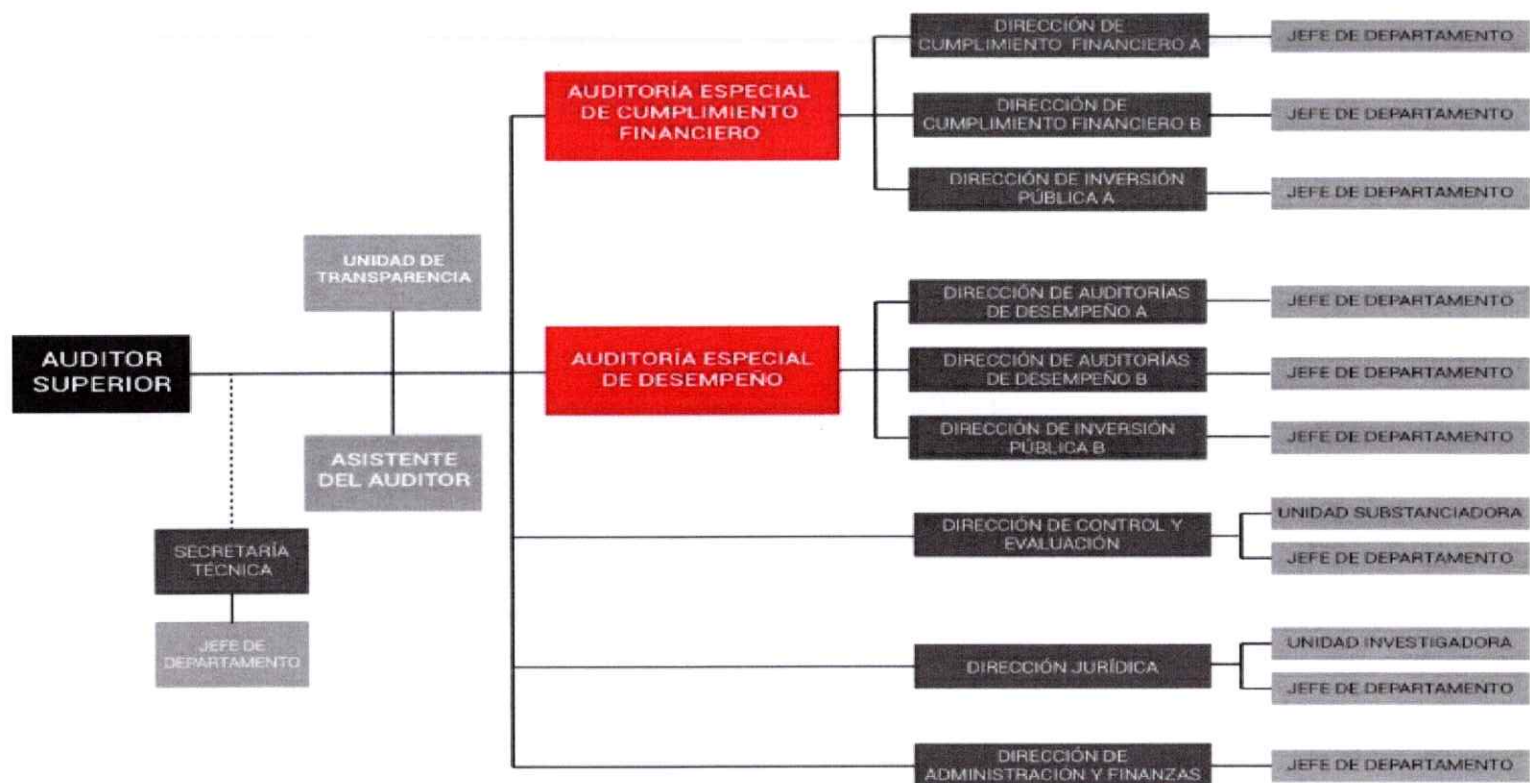 AUDITOR
SUPERIOR
SECRETARÍA
TÉCNICA
JEFE DE
DEPARTAMENTO
UNIDAD DE
TRANSPARENCIA
ASISTENTE
DEL AUDITOR
AUDITORÍA ESPECIAL
DE CUMPLIMIENTO
FINANCIERO
DIRECCIÓN DE
CUMPLIMIENTO FINANCIERO A
JEFE DE DEPARTAMENTO
DIRECCIÓN DE
CUMPLIMIENTO FINANCIERO B
JEFE DE DEPARTAMENTO
DIRECCIÓN DE INVERSIÓN
PÚBLICA A
JEFE DE DEPARTAMENTO
AUDITORÍA ESPECIAL
DE DESEMPEÑO
DIRECCIÓN DE AUDITORÍAS
DE DESEMPEÑO A
JEFE DE DEPARTAMENTO
DIRECCIÓN DE AUDITORÍAS
DE DESEMPEÑO B
JEFE DE DEPARTAMENTO
DIRECCIÓN DE INVERSIÓN
PÚBLICA B
JEFE DE DEPARTAMENTO
DIRECCIÓN DE CONTROL Y
EVALUACIÓN
UNIDAD SUBSTANCIADORA
JEFE DE DEPARTAMENTO
DIRECCIÓN JURÍDICA
UNIDAD INVESTIGADORA
JEFE DE DEPARTAMENTO
DIRECCIÓN DE
ADMINISTRACIÓN Y FINANZAS
JEFE DE DEPARTAMENTO